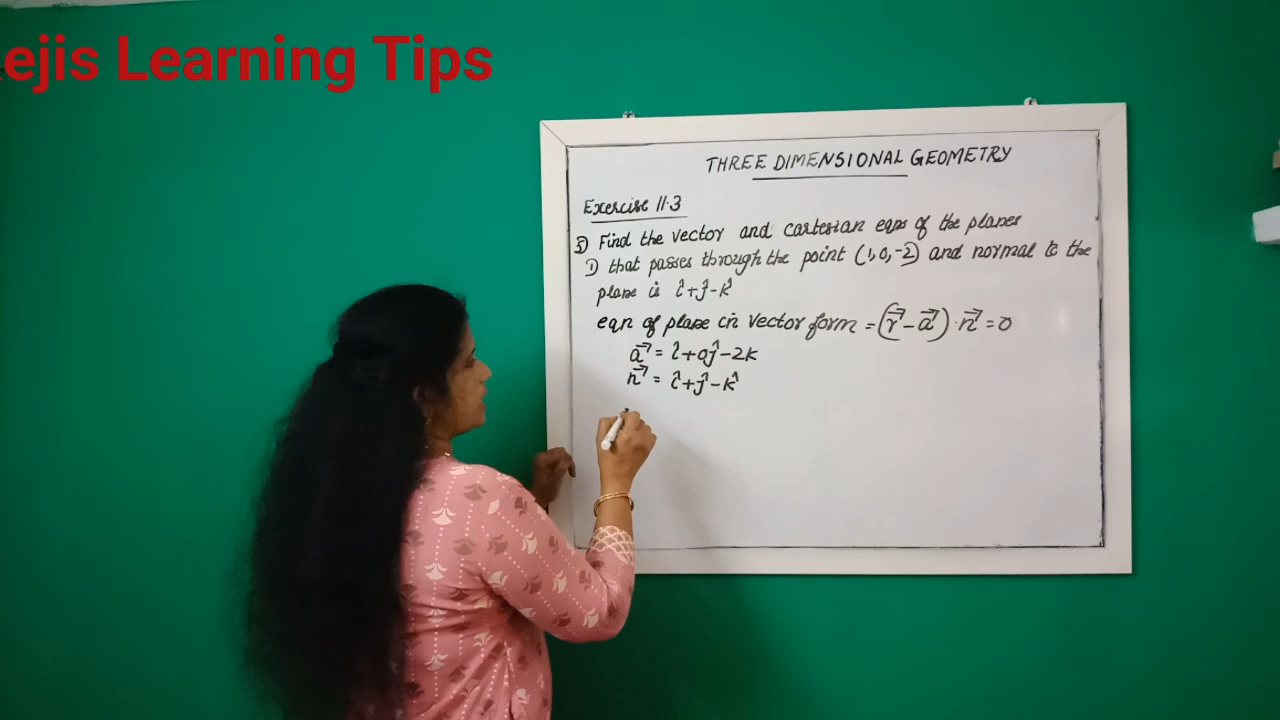 ejis Learning Tips
THREE DIMENSIONAL GEOMETRY
Exercise 11.3
5) Find the vector and cartesian eqns of the planes
1) that passes through the point (1,0,-2) and normal to the
plane is î+ĵ-k̂
eqn of plane in vector form = (r⃗ - a⃗) · n⃗ = 0
a⃗ = î+0ĵ-2k
n⃗ = î+ĵ-k̂